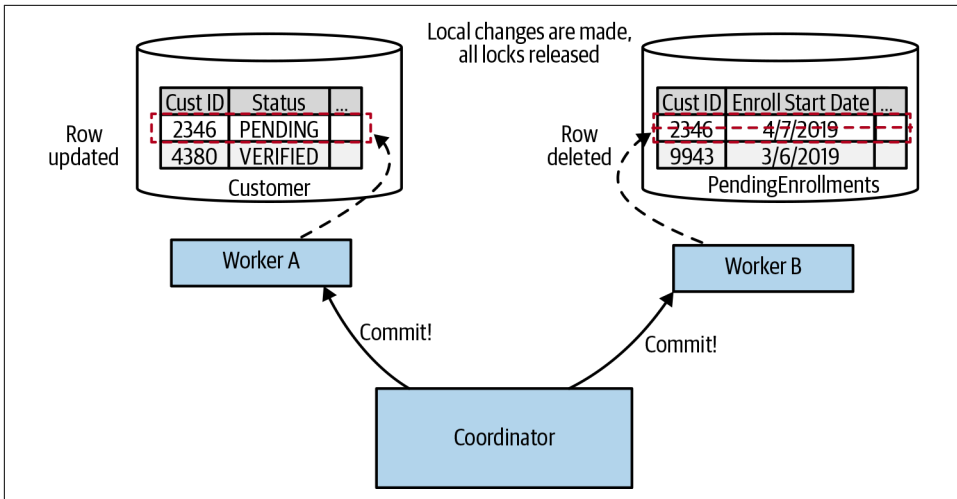 Local changes are made,
all locks released
Cust ID Status ...
2346 PENDING
4380 VERIFIED
Customer
Row
updated
Cust ID Enroll Start Date ...
2346 4/7/2019
9943 3/6/2019
PendingEnrollments
Row
deleted
Worker A
Worker B
Commit!
Commit!
Coordinator